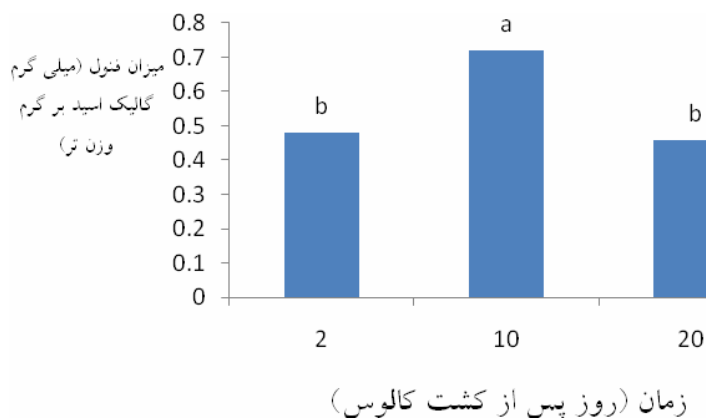 میزان فنول (میلی گرم
گالیک اسید بر گرم
وزن تر)
0.8
0.7
0.6
0.5
0.4
0.3
0.2
0.1
0
b
a
b
2 10 20
زمان (روز پس از کشت کالوس)